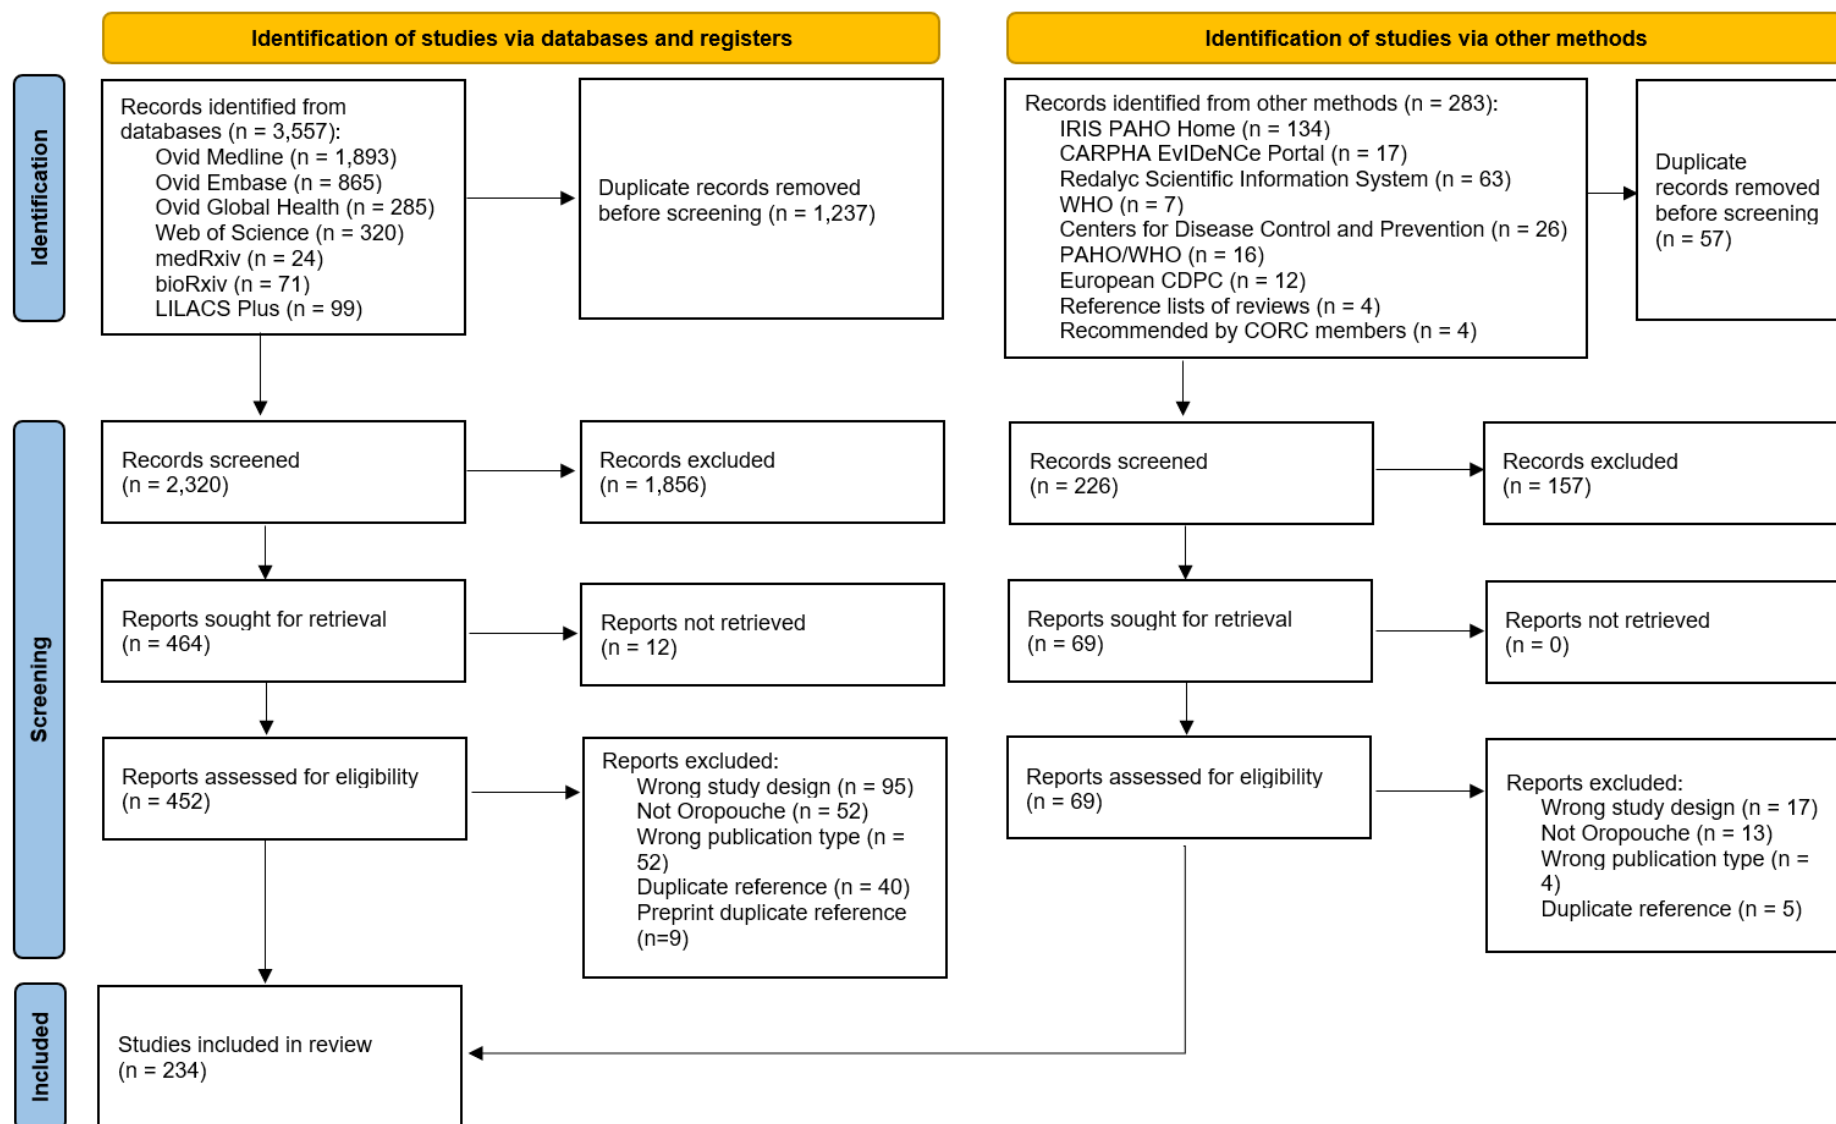 Identification of studies via databases and registers
Identification of studies via other methods
Identification
Records identified from
databases (n = 3,557):
Ovid Medline (n = 1,893)
Ovid Embase (n = 865)
Ovid Global Health (n = 285)
Web of Science (n = 320)
medRxiv (n = 24)
bioRxiv (n = 71)
LILACS Plus (n = 99)
Duplicate records removed
before screening (n = 1,237)
Records identified from other methods (n = 283):
IRIS PAHO Home (n = 134)
CARPHA EvIDeNCe Portal (n = 17)
Redalyc Scientific Information System (n = 63)
WHO (n = 7)
Centers for Disease Control and Prevention (n = 26)
PAHO/WHO (n = 16)
European CDPC (n = 12)
Reference lists of reviews (n = 4)
Recommended by CORC members (n = 4)
Duplicate
records removed
before screening
(n = 57)
Screening
Records screened
(n = 2,320)
Records excluded
(n = 1,856)
Records screened
(n = 226)
Records excluded
(n = 157)
Reports sought for retrieval
(n = 464)
Reports not retrieved
(n = 12)
Reports sought for retrieval
(n = 69)
Reports not retrieved
(n = 0)
Reports assessed for eligibility
(n = 452)
Reports excluded:
Wrong study design (n = 95)
Not Oropouche (n = 52)
Wrong publication type (n =
52)
Duplicate reference (n = 40)
Preprint duplicate reference
(n=9)
Reports assessed for eligibility
(n = 69)
Reports excluded:
Wrong study design (n = 17)
Not Oropouche (n = 13)
Wrong publication type (n =
4)
Duplicate reference (n = 5)
Included
Studies included in review
(n = 234)